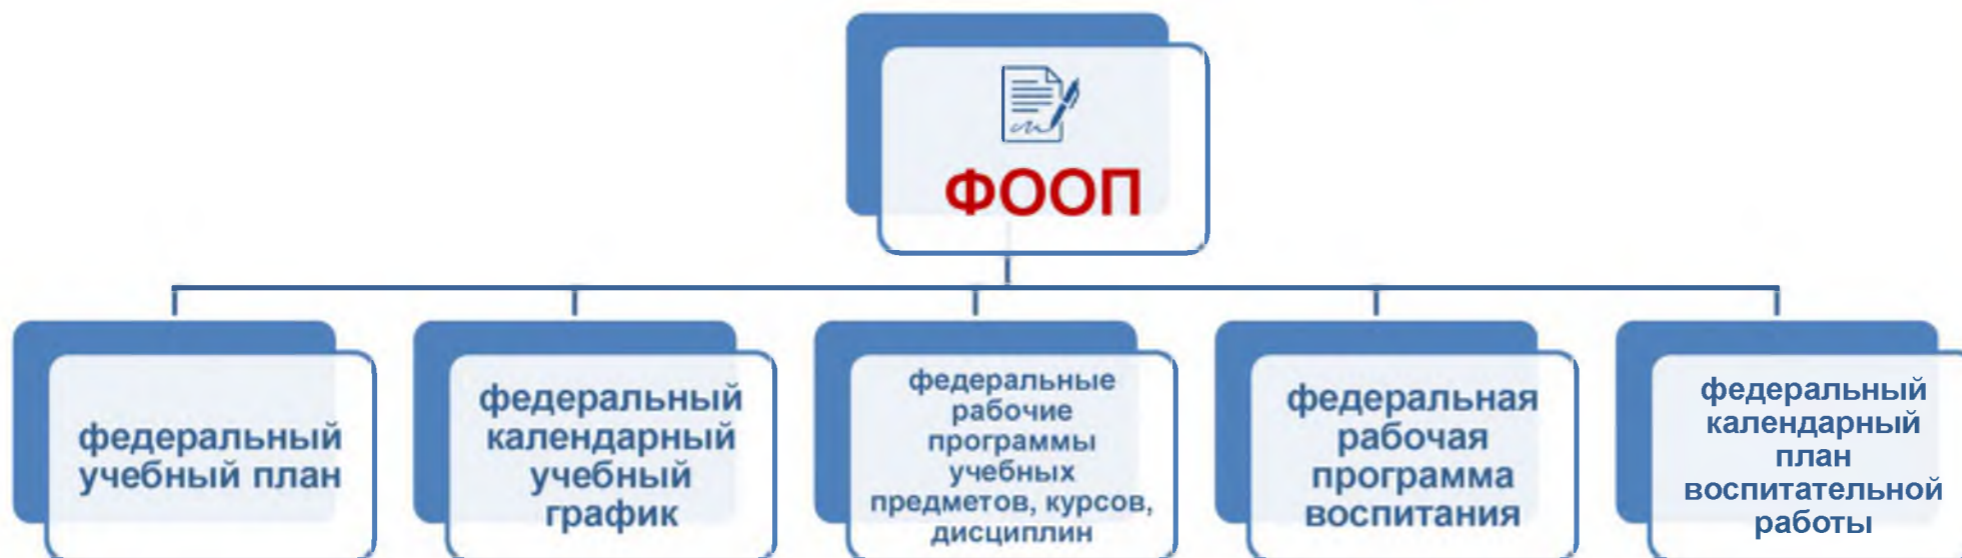 ФООП
федеральный
учебный план
федеральный
календарный
учебный
график
федеральные
рабочие
программы
учебных
предметов, курсов,
дисциплин
федеральная
рабочая
программа
воспитания
федеральный
календарный
план
воспитательной
работы